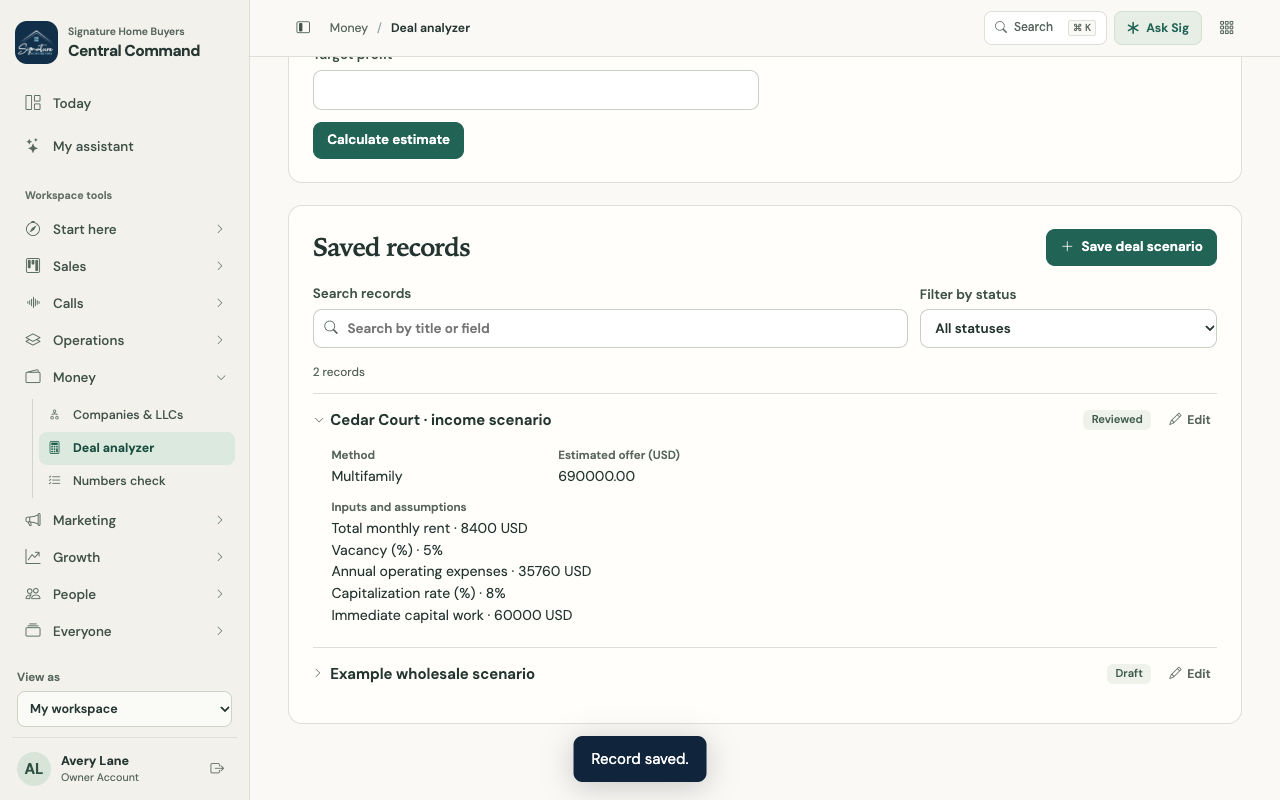 Signature Home Buyers
Central Command
Signature
Today
My assistant
Workspace tools
Start here
Sales
Calls
Operations
Money
Companies & LLCs
Deal analyzer
Numbers check
Marketing
Growth
People
Everyone
View as
My workspace
AL
Avery Lane
Owner Account
Money / Deal analyzer
Search ⌘ K
Ask Sig
Target profit
Calculate estimate
Saved records
+ Save deal scenario
Search records
Search by title or field
Filter by status
All statuses
2 records
Cedar Court · income scenario
Reviewed
Edit
Method
Multifamily
Estimated offer (USD)
690000.00
Inputs and assumptions
Total monthly rent · 8400 USD
Vacancy (%) · 5%
Annual operating expenses · 35760 USD
Capitalization rate (%) · 8%
Immediate capital work · 60000 USD
Example wholesale scenario
Draft
Edit
Record saved.